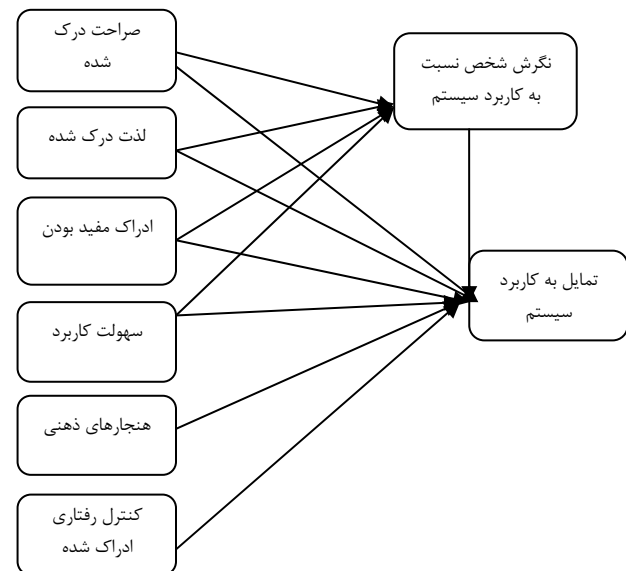 صراحت درک
شده
لذت درک شده
ادراک مفید بودن
سهولت کاربرد
هنجارهای ذهنی
کنترل رفتاری
ادراک شده
نگرش شخص نسبت
به کاربرد سیستم
تمایل به کاربرد
سیستم